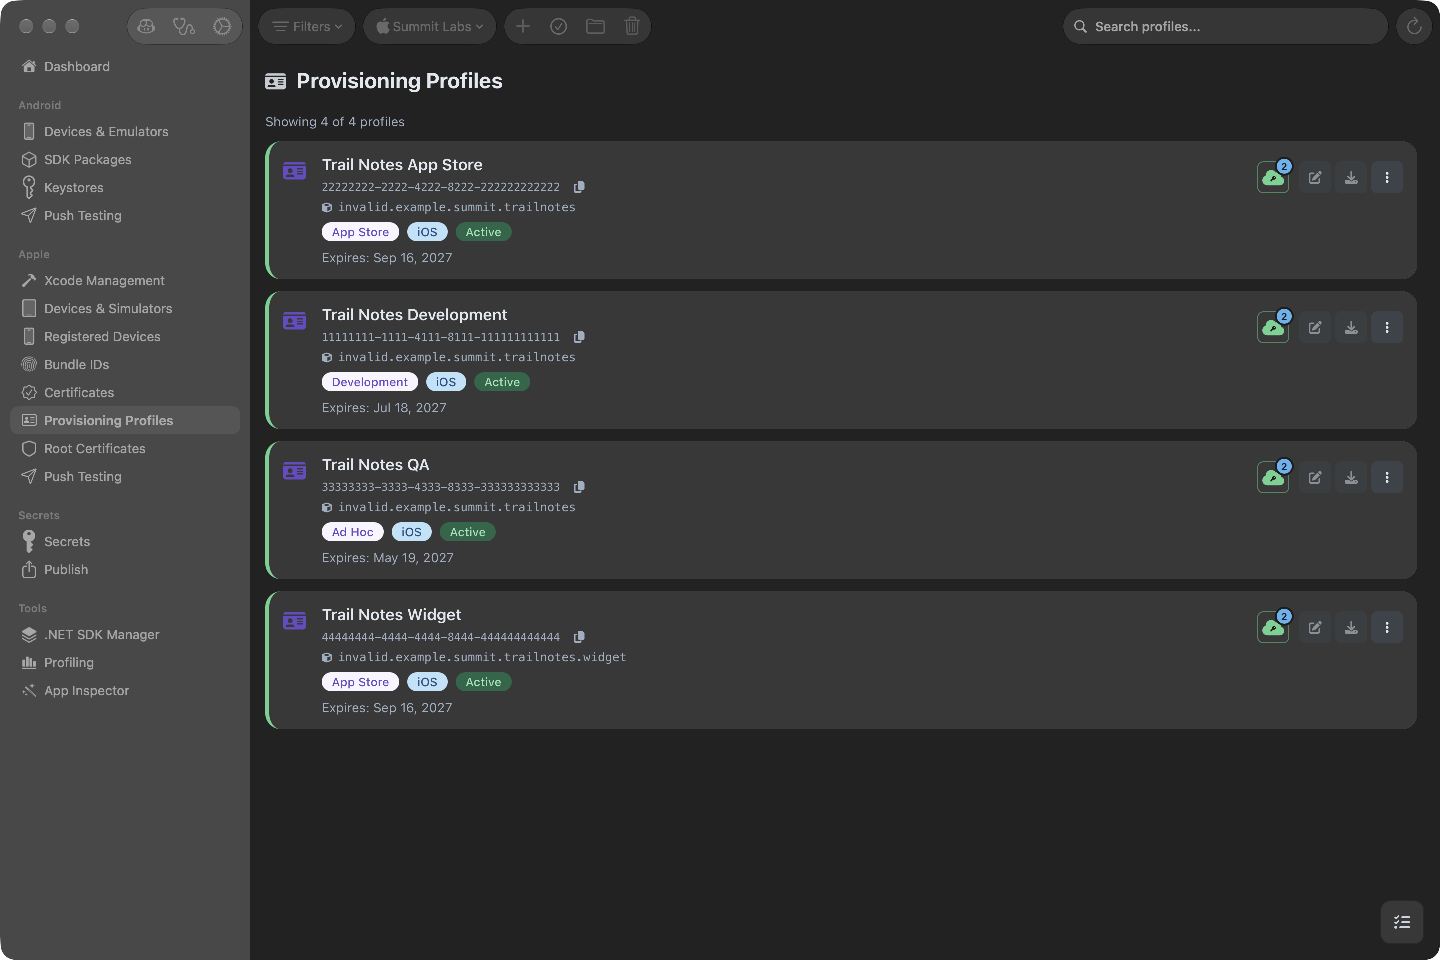 Filters
Summit Labs
Search profiles...
Dashboard
Android
Devices & Emulators
SDK Packages
Keystores
Push Testing
Apple
Xcode Management
Devices & Simulators
Registered Devices
Bundle IDs
Certificates
Provisioning Profiles
Root Certificates
Push Testing
Secrets
Secrets
Publish
Tools
.NET SDK Manager
Profiling
App Inspector
Provisioning Profiles
Showing 4 of 4 profiles
Trail Notes App Store
22222222-2222-4222-8222-222222222222
invalid.example.summit.trailnotes
App Store iOS Active
Expires: Sep 16, 2027
2
Trail Notes Development
11111111-1111-4111-8111-111111111111
invalid.example.summit.trailnotes
Development iOS Active
Expires: Jul 18, 2027
2
Trail Notes QA
33333333-3333-4333-8333-333333333333
invalid.example.summit.trailnotes
Ad Hoc iOS Active
Expires: May 19, 2027
2
Trail Notes Widget
44444444-4444-4444-8444-444444444444
invalid.example.summit.trailnotes.widget
App Store iOS Active
Expires: Sep 16, 2027
2